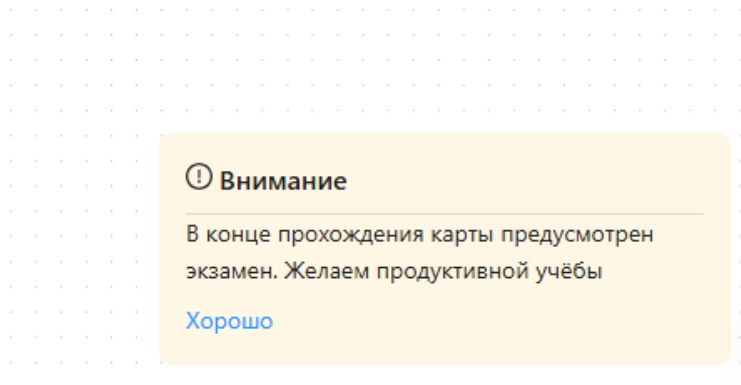 Внимание
В конце прохождения карты предусмотрен
экзамен. Желаем продуктивной учёбы
Хорошо